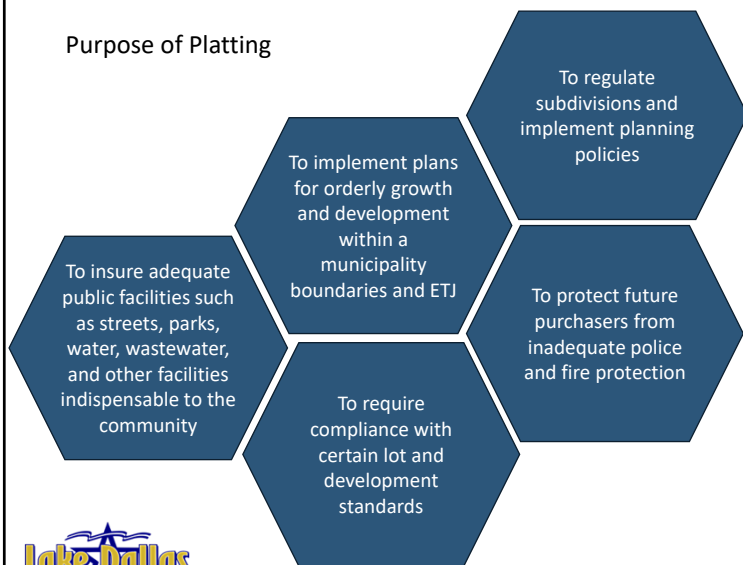 Purpose of Platting
To regulate
subdivisions and
implement planning
policies
To implement plans
for orderly growth
and development
within a
municipality
boundaries and ETJ
To insure adequate
public facilities such
as streets, parks,
water, wastewater,
and other facilities
indispensable to the
community
To protect future
purchasers from
inadequate police
and fire protection
To require
compliance with
certain lot and
development
standards
Lake Dallas